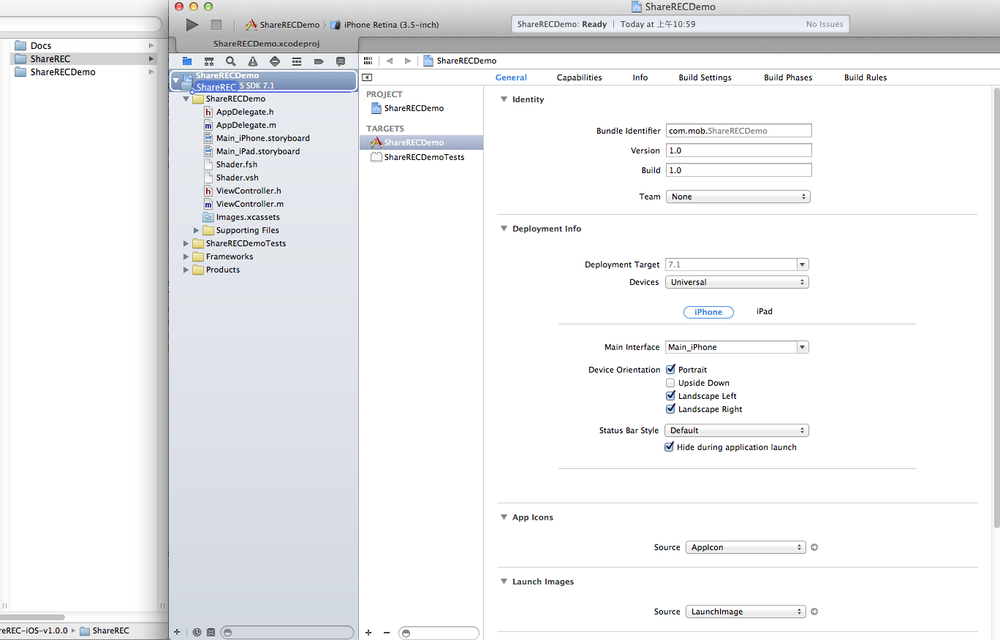 ShareRECDemo
ShareRECDemo
iPhone Retina (3.5-inch)
ShareRECDemo: Ready
Today at 上午10:59
No Issues
ShareRECDemo.xcodeproj
Docs
ShareREC
ShareRECDemo
ShareRECDemo
ShareRECDemo
ShareREC
S SDK 7.1
ShareRECDemo
AppDelegate.h
AppDelegate.m
Main_iPhone.storyboard
Main_iPad.storyboard
Shader.fsh
Shader.vsh
ViewController.h
ViewController.m
Images.xcassets
Supporting Files
ShareRECDemoTests
Frameworks
Products
General
Capabilities
Info
Build Settings
Build Phases
Build Rules
PROJECT
ShareRECDemo
TARGETS
ShareRECDemo
ShareRECDemoTests
Identity
Bundle Identifier com.mob.ShareRECDemo
Version 1.0
Build 1.0
Team None
Deployment Info
Deployment Target 7.1
Devices Universal
iPhone iPad
Main Interface Main_iPhone
Device Orientation Portrait
Upside Down
Landscape Left
Landscape Right
Status Bar Style Default
Hide during application launch
App Icons
Source AppIcon
Launch Images
Source LaunchImage
reREC-iOS-v1.0.0 ShareREC